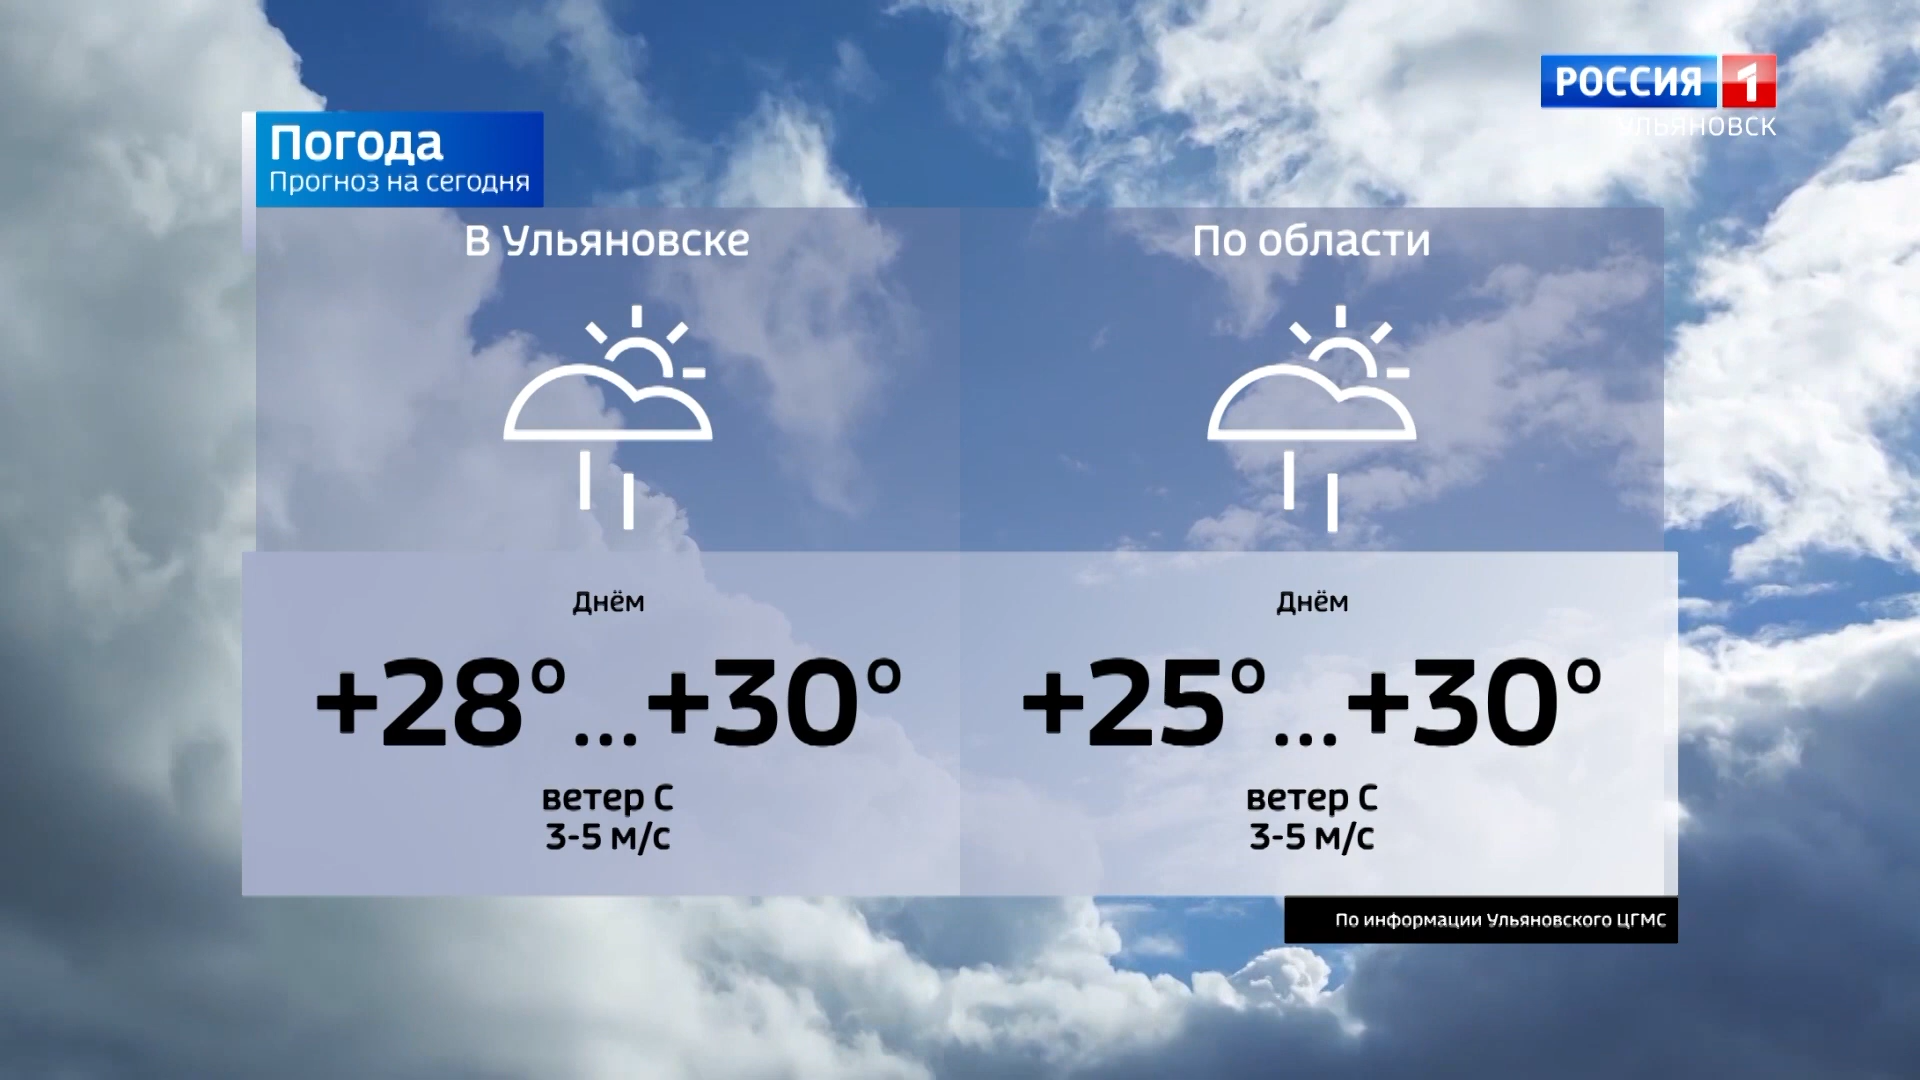 РОССИЯ 1
УЛЬЯНОВСК
Погода
Прогноз на сегодня
В Ульяновске
По области
Днём
+28°...+30°
ветер С
3-5 м/с
Днём
+25°...+30°
ветер С
3-5 м/с
По информации Ульяновского ЦГМС